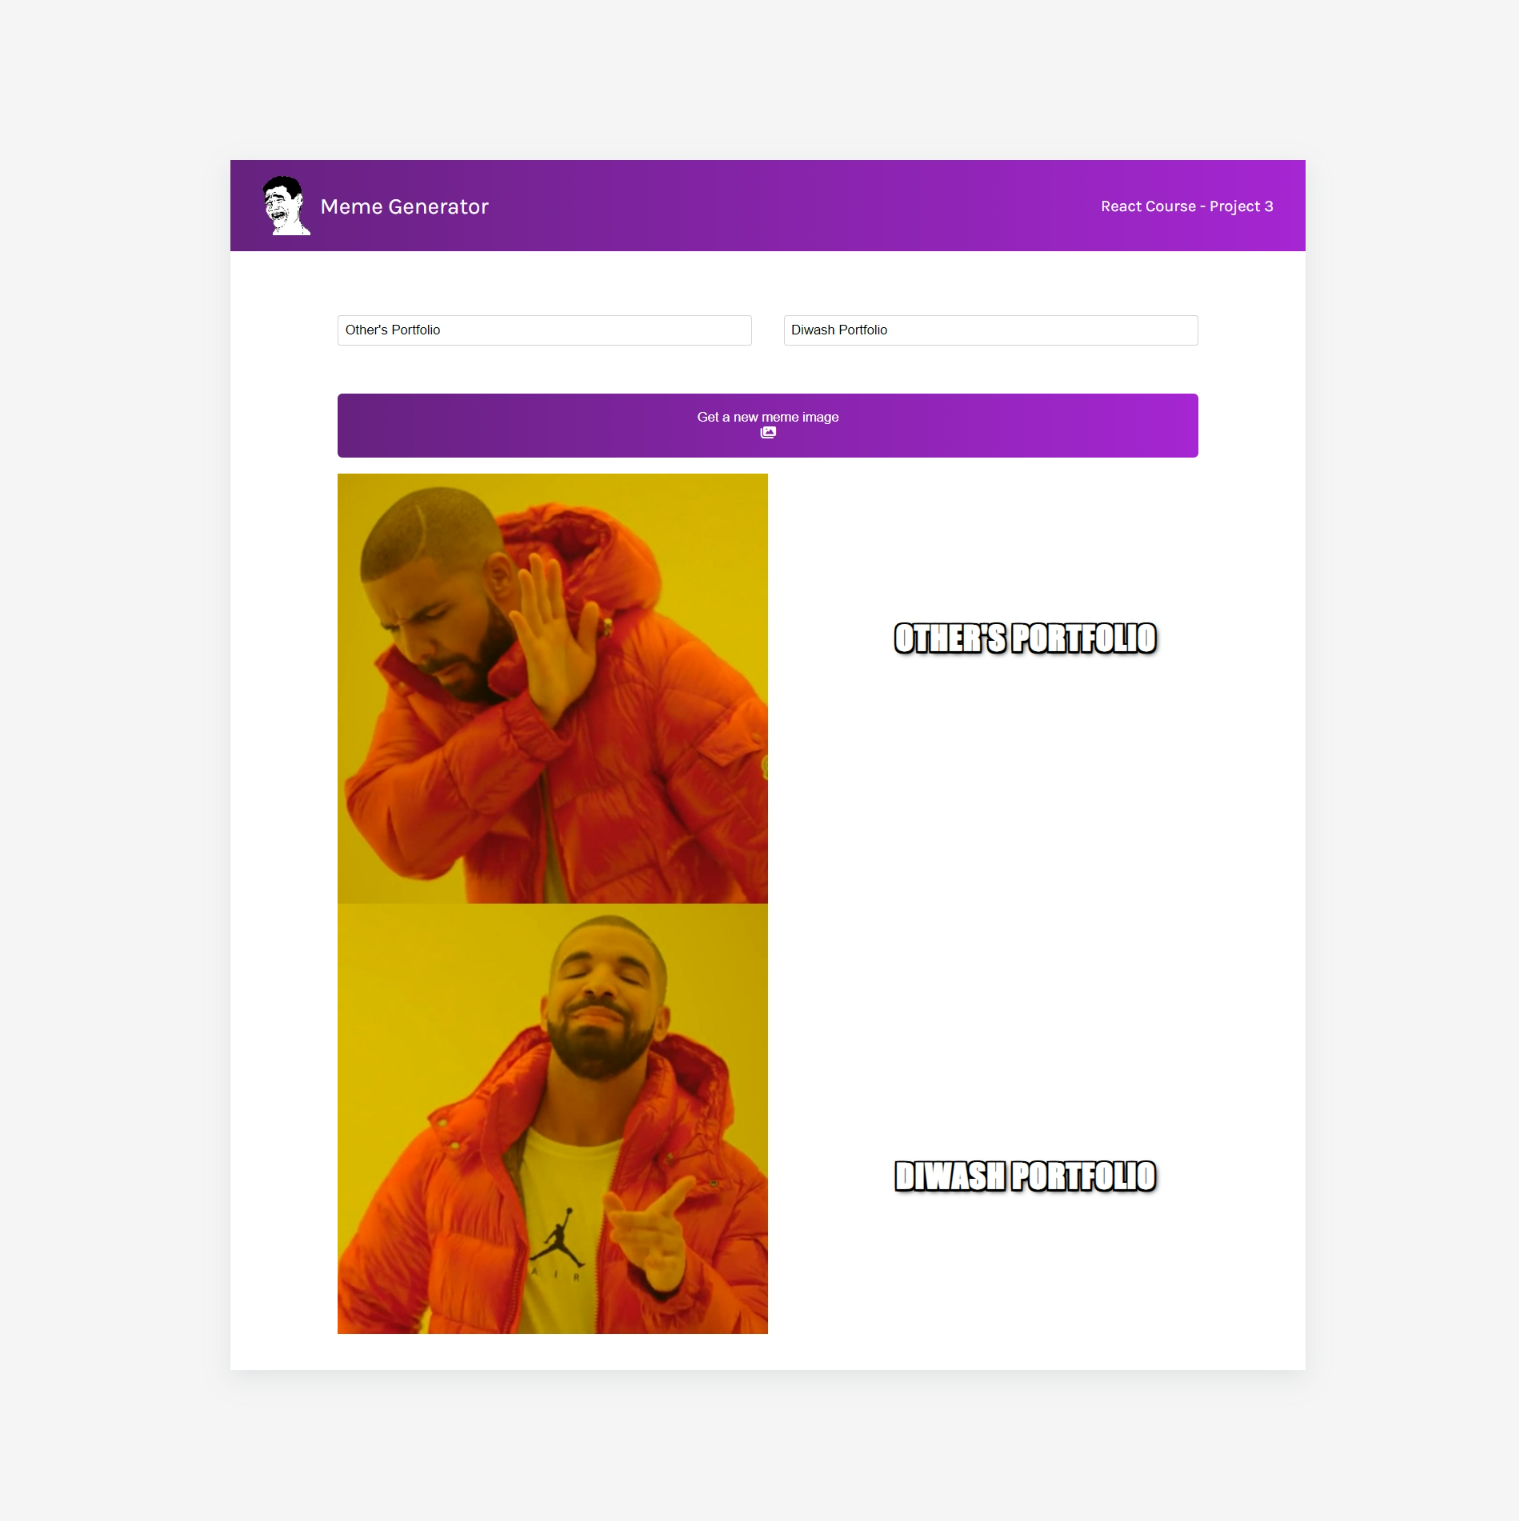 Meme Generator
React Course - Project 3
Other's Portfolio
Diwash Portfolio
Get a new meme image
OTHER'S PORTFOLIO
DIWASH PORTFOLIO
AIR